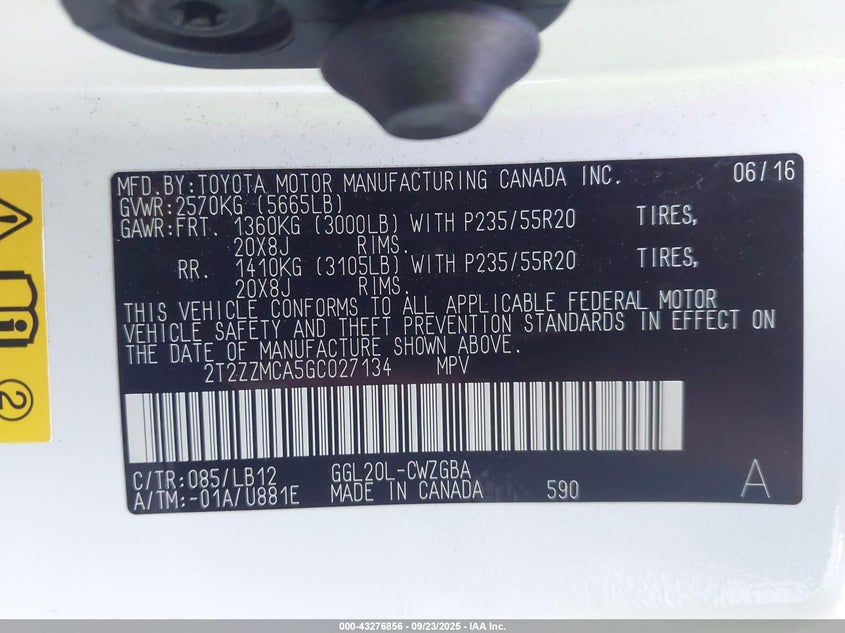 MFD.BY:TOYOTA MOTOR MANUFACTURING CANADA INC. 06/16
GVWR:2570KG (5665LB)
GAWR:FRT. 1360KG (3000LB) WITH P235/55R20 TIRES,
20X8J RIMS.
RR. 1410KG (3105LB) WITH P235/55R20 TIRES,
20X8J RIMS.
THIS VEHICLE CONFORMS TO ALL APPLICABLE FEDERAL MOTOR
VEHICLE SAFETY AND THEFT PREVENTION STANDARDS IN EFFECT ON
THE DATE OF MANUFACTURE SHOWN ABOVE.
2T2ZZMCA5GC027134 MPV
C/TR:085/LB12 GGL20L-CWZGBA
A/TM:-01A/U881E MADE IN CANADA 590 A
2
000-43276856 - 09/23/2025 - IAA Inc.